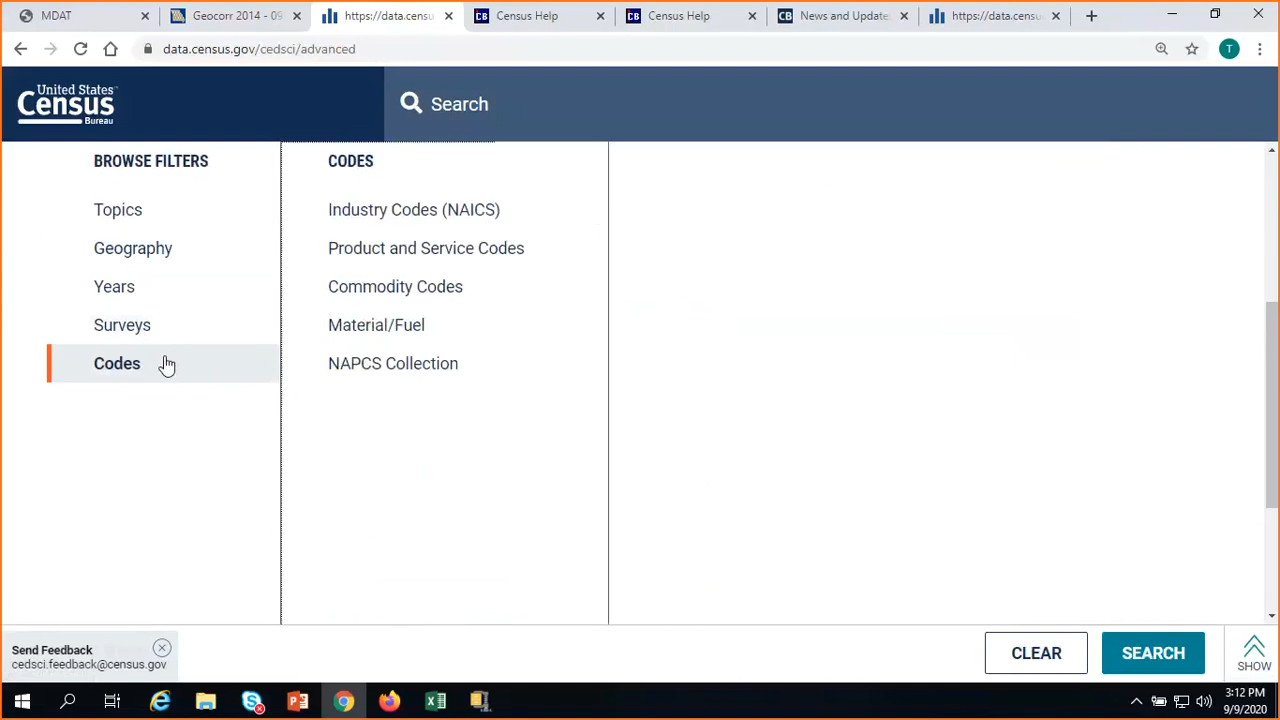 MDAT
Geocorr 2014 - 09
https://data.censu
Census Help
Census Help
News and Update
https://data.censu
data.census.gov/cedsci/advanced
T
United States
Census
Bureau
Search
BROWSE FILTERS
Topics
Geography
Years
Surveys
Codes
CODES
Industry Codes (NAICS)
Product and Service Codes
Commodity Codes
Material/Fuel
NAPCS Collection
Send Feedback
cedsci.feedback@census.gov
CLEAR
SEARCH
SHOW
3:12 PM
9/9/2020